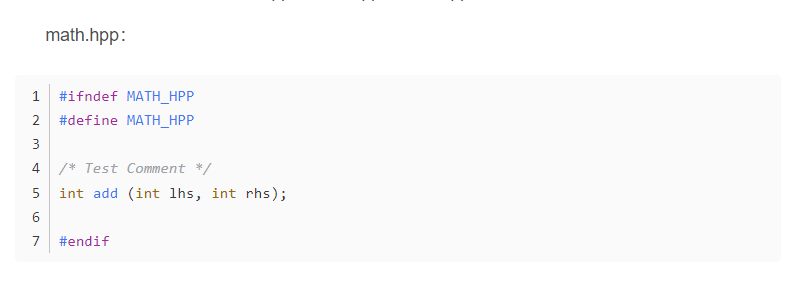 math.hpp：
1 #ifndef MATH_HPP
2 #define MATH_HPP
3
4 /* Test Comment */
5 int add (int lhs, int rhs);
6
7 #endif